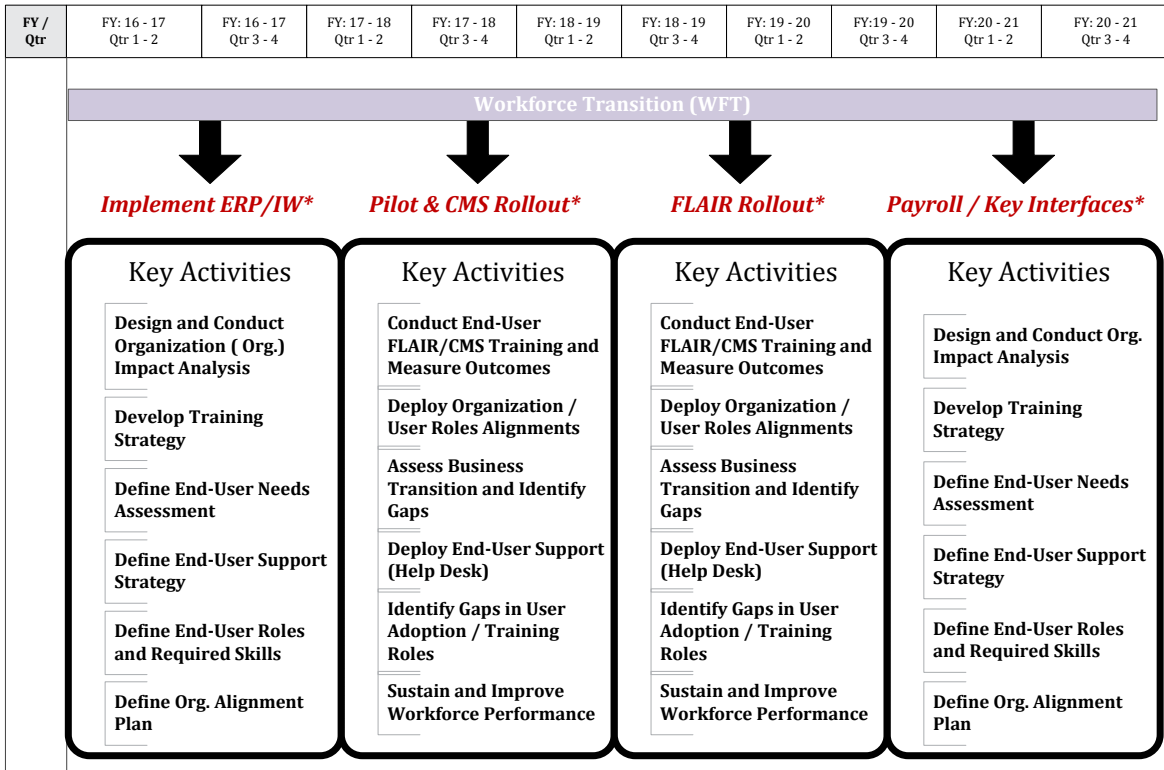 FY /
Qtr
FY: 16 - 17
Qtr 1 - 2
FY: 16 - 17
Qtr 3 - 4
FY: 17 - 18
Qtr 1 - 2
FY: 17 - 18
Qtr 3 - 4
FY: 18 - 19
Qtr 1 - 2
FY: 18 - 19
Qtr 3 - 4
FY: 19 - 20
Qtr 1 - 2
FY:19 - 20
Qtr 3 - 4
FY:20 - 21
Qtr 1 - 2
FY: 20 - 21
Qtr 3 - 4
Workforce Transition (WFT)
Implement ERP/IW*
Pilot & CMS Rollout*
FLAIR Rollout*
Payroll / Key Interfaces*
Key Activities
Design and Conduct
Organization ( Org.)
Impact Analysis
Develop Training
Strategy
Define End-User Needs
Assessment
Define End-User Support
Strategy
Define End-User Roles
and Required Skills
Define Org. Alignment
Plan
Key Activities
Conduct End-User
FLAIR/CMS Training and
Measure Outcomes
Deploy Organization /
User Roles Alignments
Assess Business
Transition and Identify
Gaps
Deploy End-User Support
(Help Desk)
Identify Gaps in User
Adoption / Training
Roles
Sustain and Improve
Workforce Performance
Key Activities
Conduct End-User
FLAIR/CMS Training and
Measure Outcomes
Deploy Organization /
User Roles Alignments
Assess Business
Transition and Identify
Gaps
Deploy End-User Support
(Help Desk)
Identify Gaps in User
Adoption / Training
Roles
Sustain and Improve
Workforce Performance
Key Activities
Design and Conduct Org.
Impact Analysis
Develop Training
Strategy
Define End-User Needs
Assessment
Define End-User Support
Strategy
Define End-User Roles
and Required Skills
Define Org. Alignment
Plan